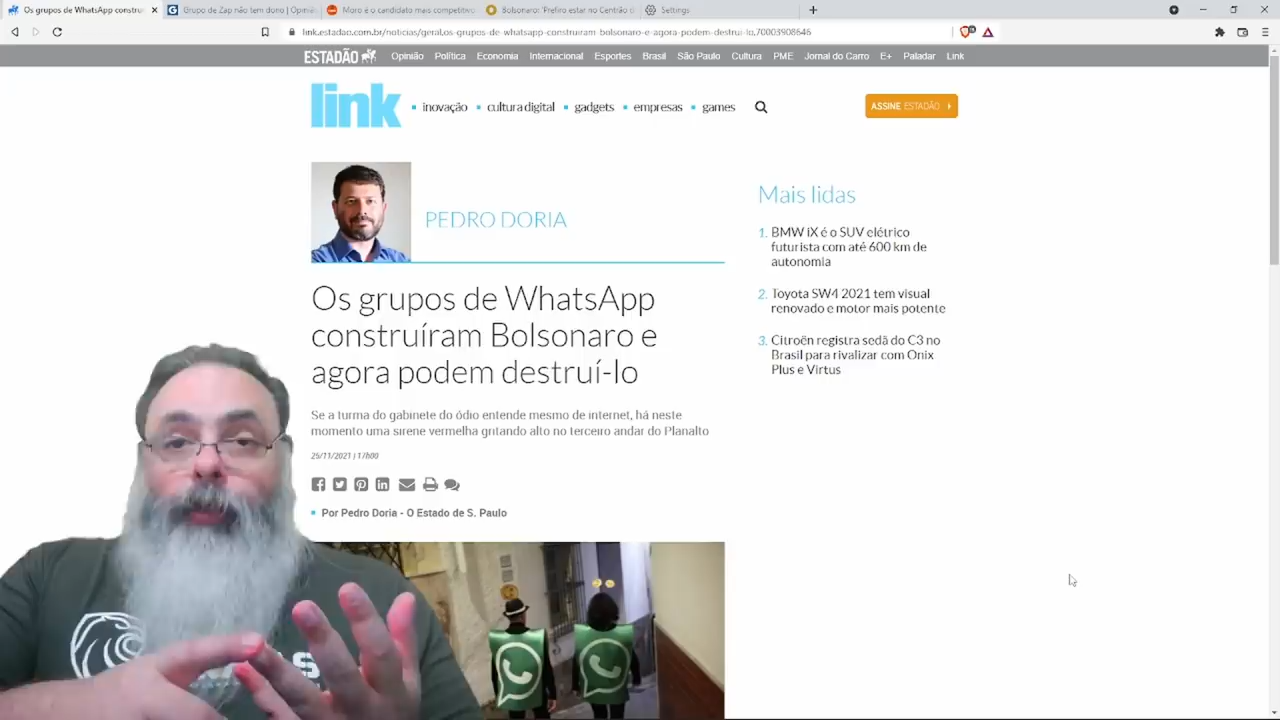 Os grupos de WhatsApp constru
Grupo de Zap não tem dono | Opini
Moro é o candidato mais competitivo
Bolsonaro: 'Prefiro estar no Centrão d
Settings
link.estadao.com.br/noticias/geral,os-grupos-de-whatsapp-construiram-bolsonaro-e-agora-podem-destrui-lo,70003908646
ESTADÃO Opinião Política Economia Internacional Esportes Brasil São Paulo Cultura PME Jornal do Carro E+ Paladar Link
link inovação cultura digital gadgets empresas games
ASSINE ESTADÃO
PEDRO DORIA
Os grupos de WhatsApp
construíram Bolsonaro e
agora podem destruí-lo
Se a turma do gabinete do ódio entende mesmo de internet, há neste
momento uma sirene vermelha gritando alto no terceiro andar do Planalto
25/11/2021 | 17h00
Por Pedro Doria - O Estado de S. Paulo
Mais lidas
1. BMW iX é o SUV elétrico
futurista com até 600 km de
autonomia
2. Toyota SW4 2021 tem visual
renovado e motor mais potente
3. Citroën registra sedã do C3 no
Brasil para rivalizar com Onix
Plus e Virtus